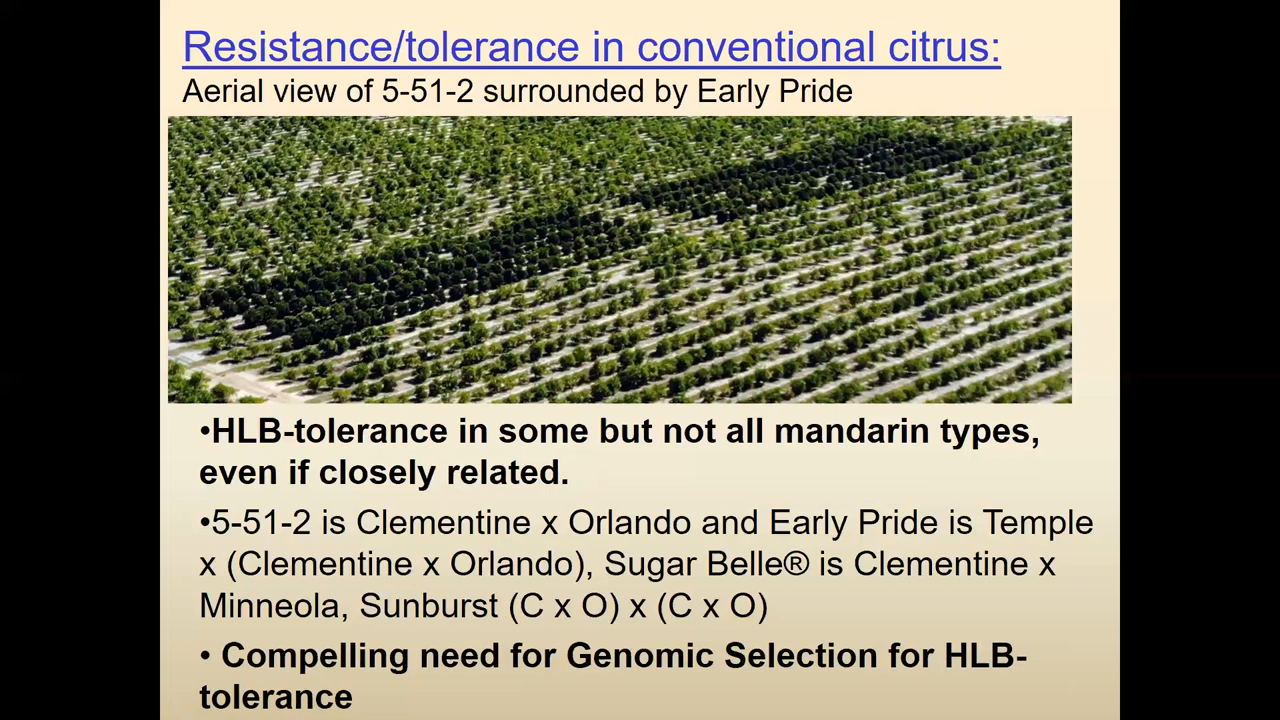 Resistance/tolerance in conventional citrus:
Aerial view of 5-51-2 surrounded by Early Pride
•HLB-tolerance in some but not all mandarin types,
even if closely related.
•5-51-2 is Clementine x Orlando and Early Pride is Temple
x (Clementine x Orlando), Sugar Belle® is Clementine x
Minneola, Sunburst (C x O) x (C x O)
• Compelling need for Genomic Selection for HLB-
tolerance